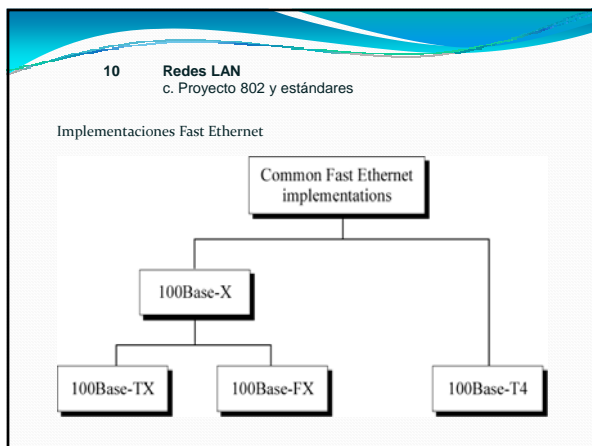 10 Redes LAN
c. Proyecto 802 y estándares
Implementaciones Fast Ethernet
Common Fast Ethernet
implementations
100Base-X
100Base-TX
100Base-FX
100Base-T4